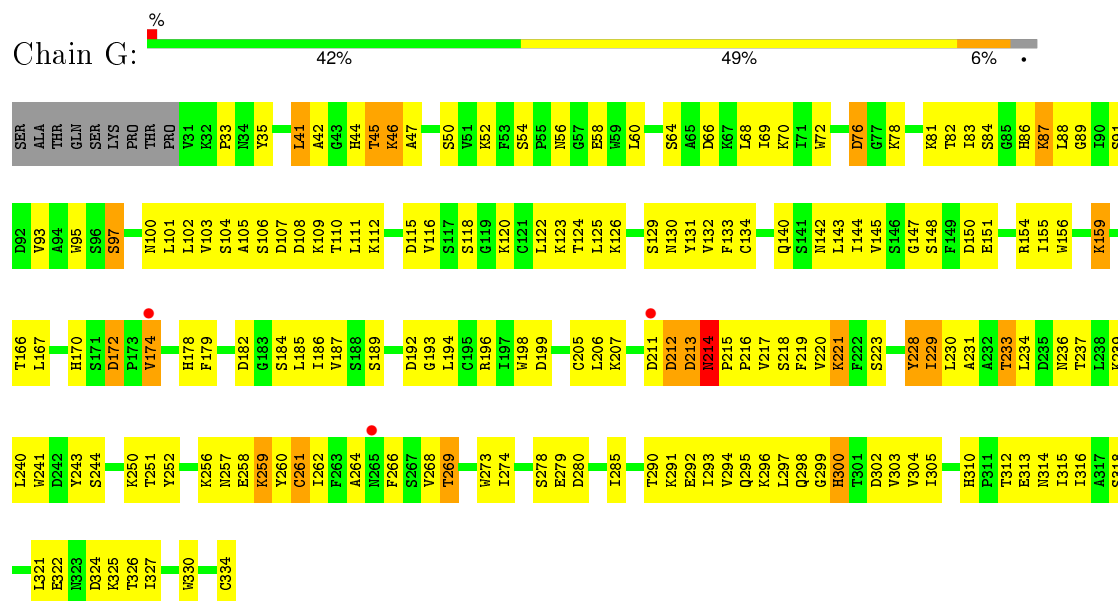 %
Chain G:
42% 49% 6% •
SER ALA THR GLN SER LYS PRO THR PRO V31 K32 P33 N34 Y35 L41 A42 G43 H44 T45 K46 A47 S50 V51 K52 F53 S54 P55 N56 G57 E58 W59 L60 S64 A65 D66 K67 L68 I69 K70 I71 W72 D76 G77 K78 K81 T82 I83 S84 G85 H86 K87 L88 G89 I90 S91
D92 V93 A94 W95 S96 S97 N100 L101 L102 V103 S104 A105 S106 D107 D108 K109 T110 L111 K112 D115 V116 S117 S118 G119 K120 C121 L122 K123 T124 L125 K126 S129 N130 Y131 V132 F133 C134 Q140 S141 N142 L143 I144 V145 S146 G147 S148 F149 D150 E151 R154 I155 W156 K159
T166 L167 H170 S171 D172 P173 V174 H178 F179 D182 G183 S184 L185 I186 V187 S188 S189 D192 G193 L194 C195 R196 I197 W198 D199 C205 L206 K207 D211 D212 D213 N214 P215 P216 V217 S218 F219 V220 K221 F222 S223 Y228 I229 L230 A231 A232 T233 L234 D235 N236 T237 L238 K239
L240 W241 D242 Y243 S244 K250 T251 Y252 K256 N257 E258 K259 Y260 C261 I262 F263 A264 N265 F266 S267 V268 T269 W273 I274 S278 E279 D280 I285 T290 K291 E292 I293 V294 Q295 K296 L297 Q298 G299 H300 T301 D302 V303 V304 I305 H310 P311 T312 E313 N314 I315 I316 A317 S318
L321 E322 N323 D324 K325 T326 I327 W330 C334